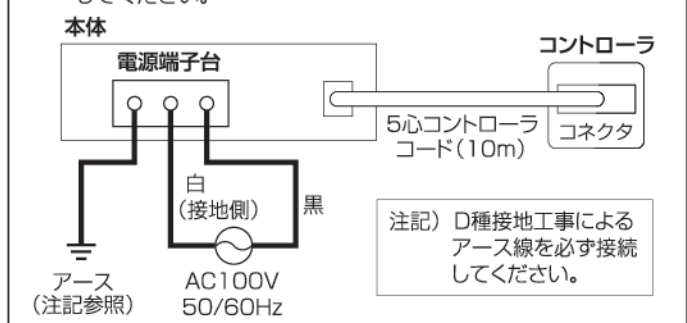 してください。
本体
電源端子台
コントローラ
5心コントローラ
コード(10m)
コネクタ
白
(接地側)
黒
アース
(注記参照)
AC100V
50/60Hz
注記) D種接地工事による
アース線を必ず接続
してください。